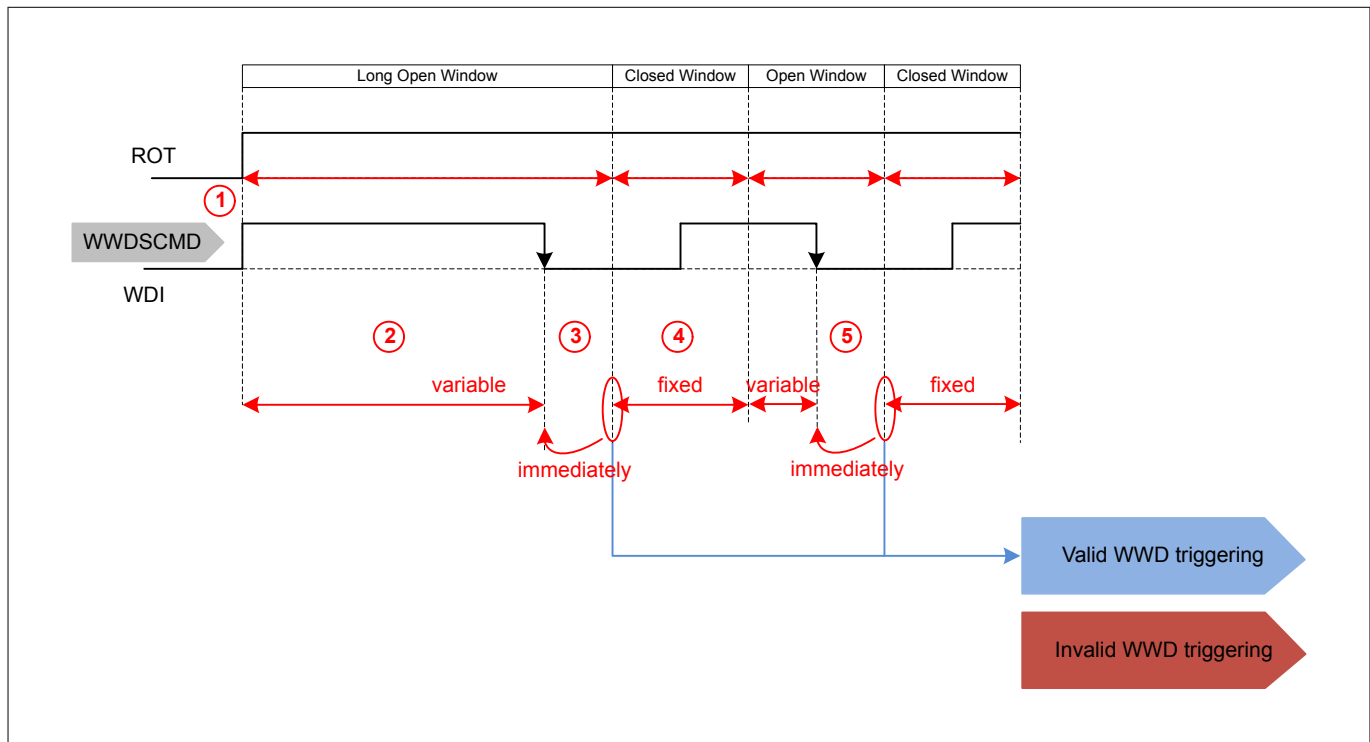 Long Open Window Closed Window Open Window Closed Window
ROT
1
WWDSCMD
WDI
2 3 4 5
variable fixed variable fixed
immediately immediately
Valid WWD triggering
Invalid WWD triggering